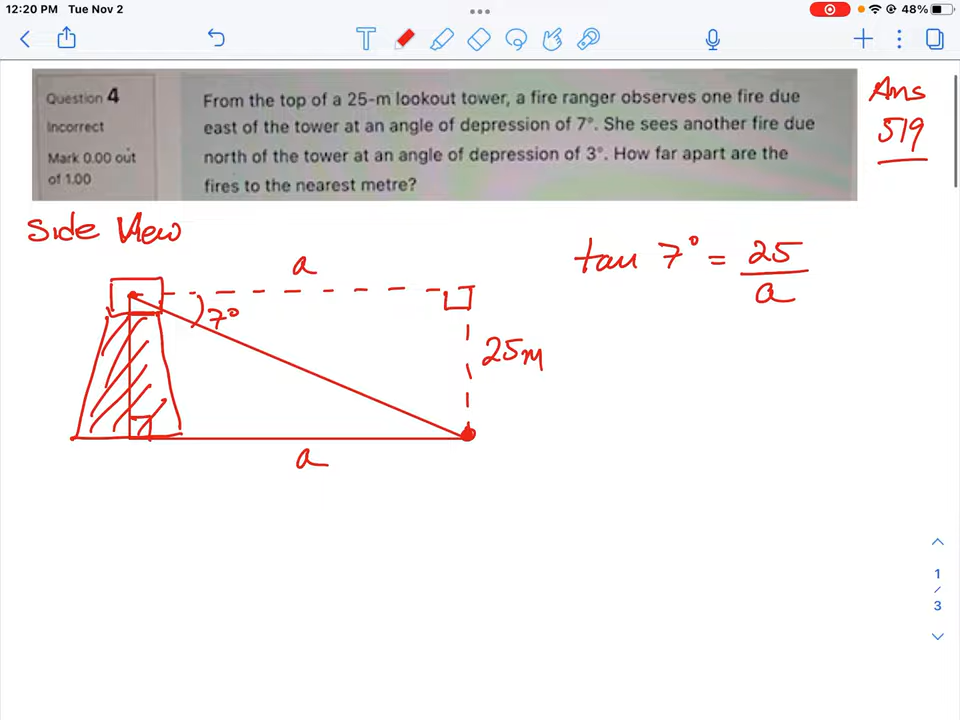 12:20 PM Tue Nov 2
48%
Question 4
Incorrect
Mark 0.00 out
of 1.00
From the top of a 25-m lookout tower, a fire ranger observes one fire due
east of the tower at an angle of depression of 7°. She sees another fire due
north of the tower at an angle of depression of 3°. How far apart are the
fires to the nearest metre?
Ans
519
Side View
a
7°
25m
a
tan 7° = 25
a
T
1
/
3